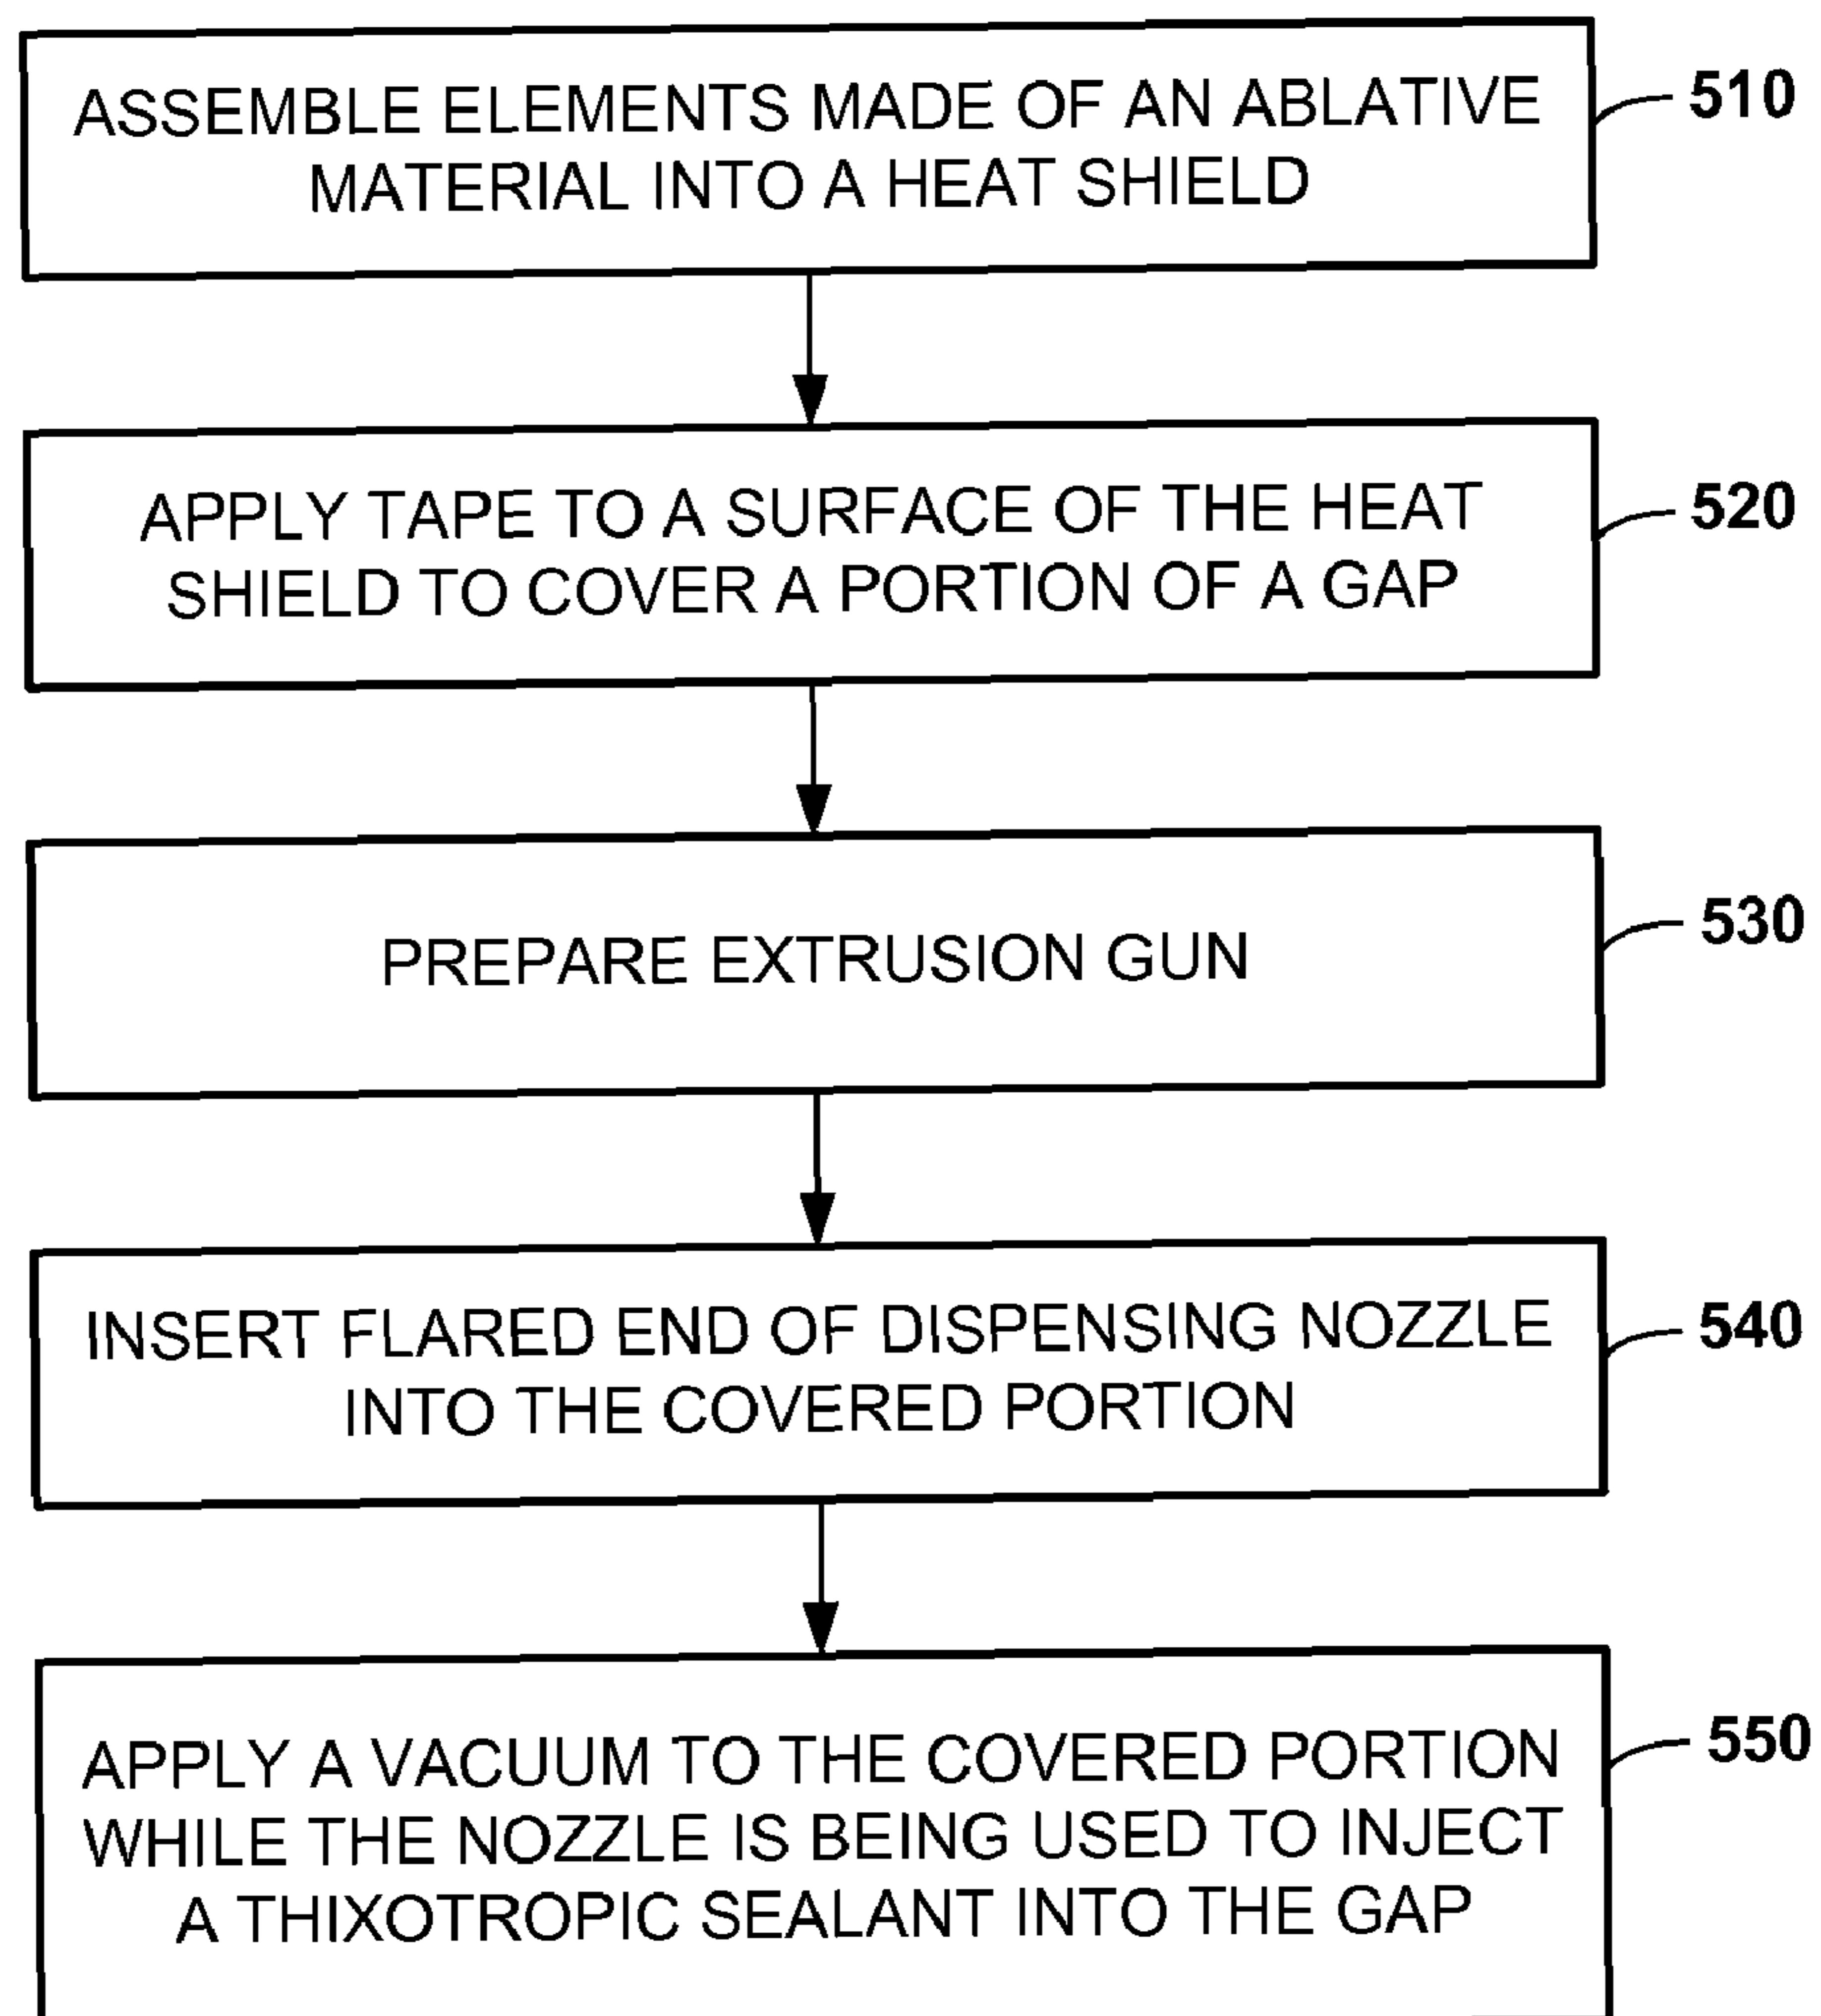 ASSEMBLE ELEMENTS MADE OF AN ABLATIVE
MATERIAL INTO A HEAT SHIELD
510
APPLY TAPE TO A SURFACE OF THE HEAT
SHIELD TO COVER A PORTION OF A GAP
520
PREPARE EXTRUSION GUN
530
INSERT FLARED END OF DISPENSING NOZZLE
INTO THE COVERED PORTION
540
APPLY A VACUUM TO THE COVERED PORTION
WHILE THE NOZZLE IS BEING USED TO INJECT
A THIXOTROPIC SEALANT INTO THE GAP
550